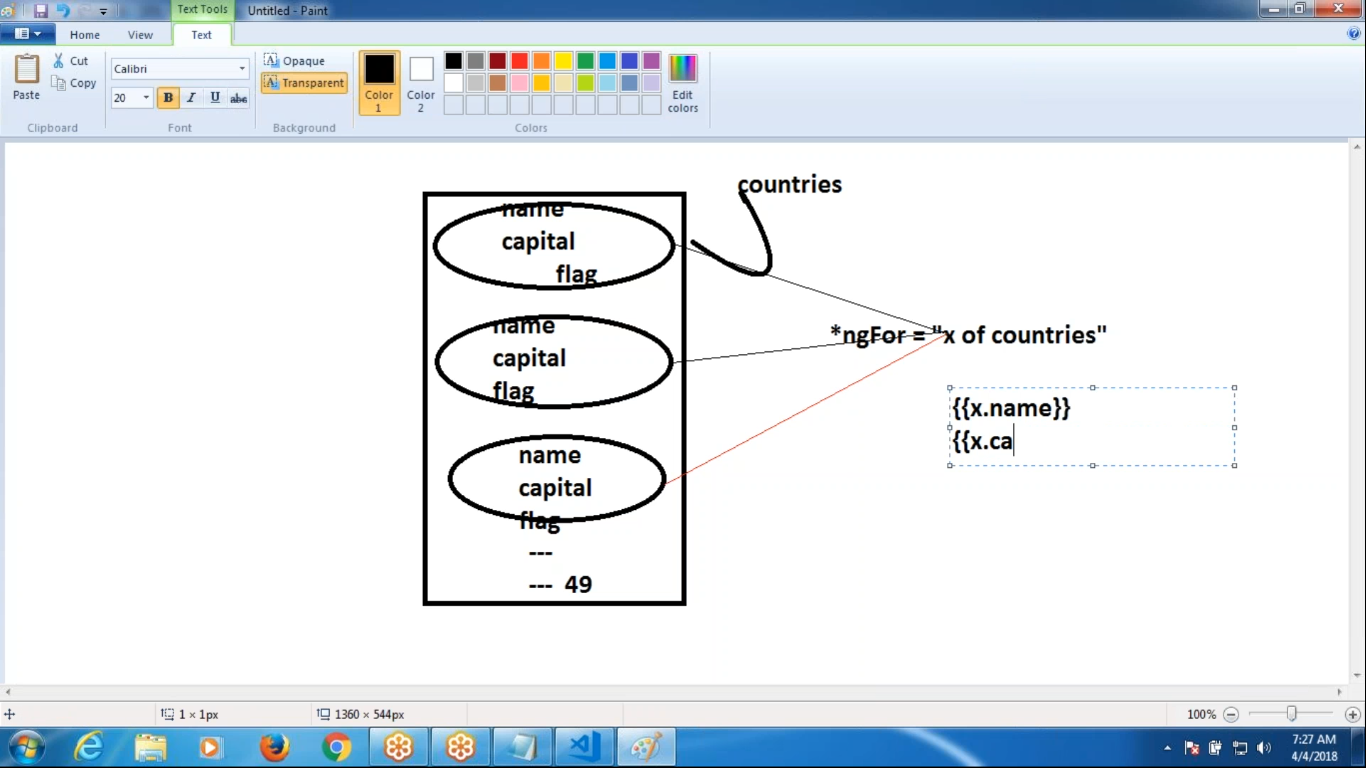 Text Tools
Untitled - Paint
Home
View
Text
Paste
Cut
Copy
Clipboard
Calibri
20
B I U abc
Font
Opaque
Transparent
Background
Color 1
Color 2
Edit colors
Colors
countries
name
capital
flag
name
capital
flag
name
capital
flag
---
--- 49
*ngFor = "x of countries"
{{x.name}}
{{x.ca
1 × 1px
1360 × 544px
100%
7:27 AM
4/4/2018